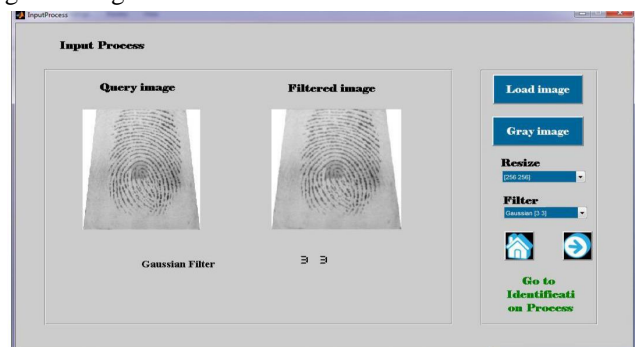 InputProcess
Input Process
Query image
Filtered image
Gaussian Filter
3 3
Load image
Gray image
Resize
[256 256]
Filter
Gaussian [3 3]
Go to
Identificati
on Process